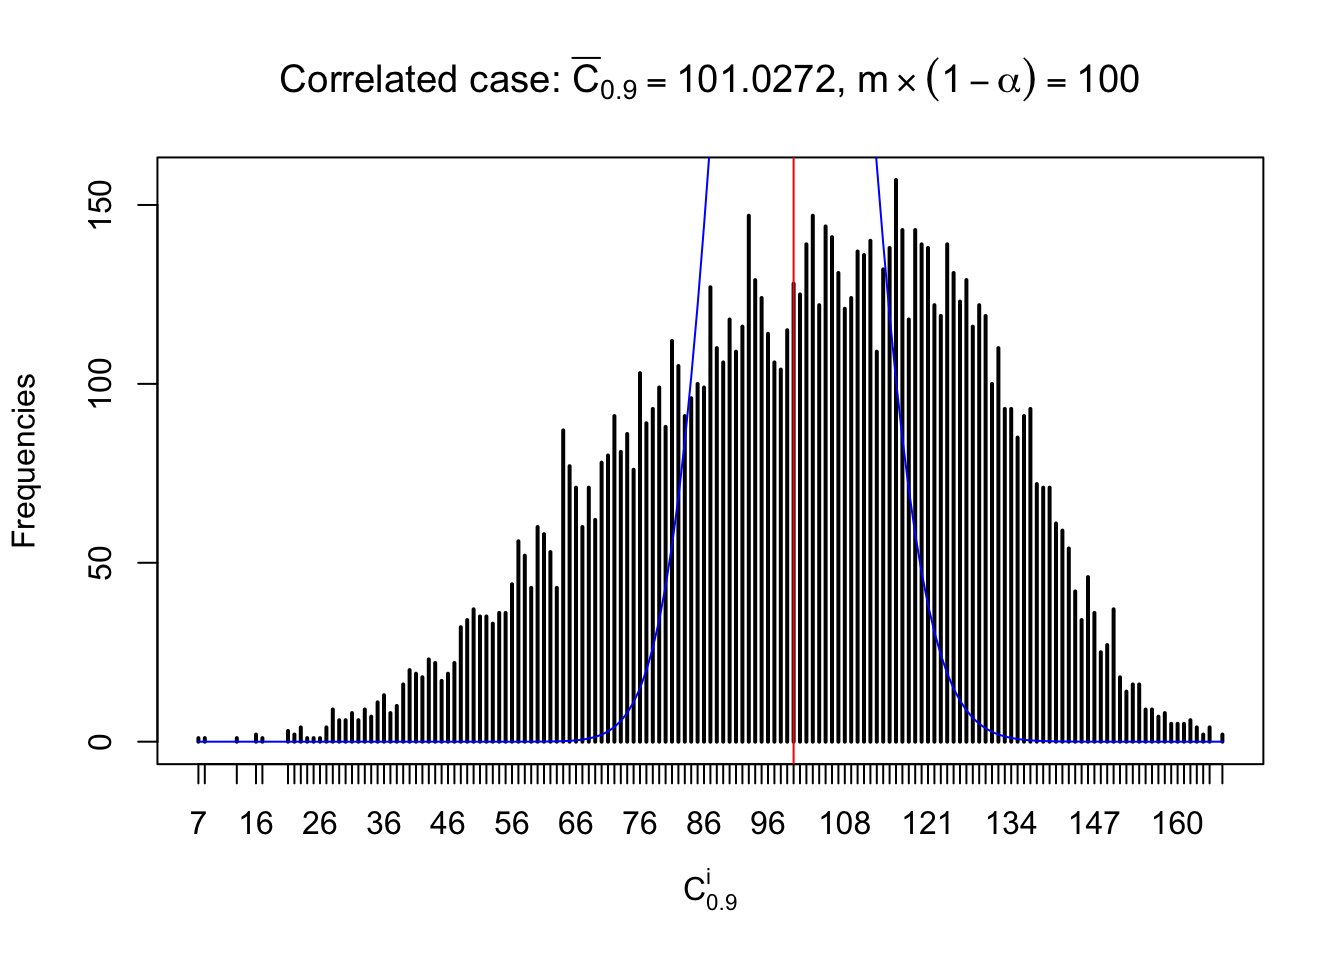 Correlated case: C̅0.9 = 101.0272, m × (1 − α) = 100
150
100
50
0
Frequencies
7 16 26 36 46 56 66 76 86 96 108 121 134 147 160
C^i_0.9